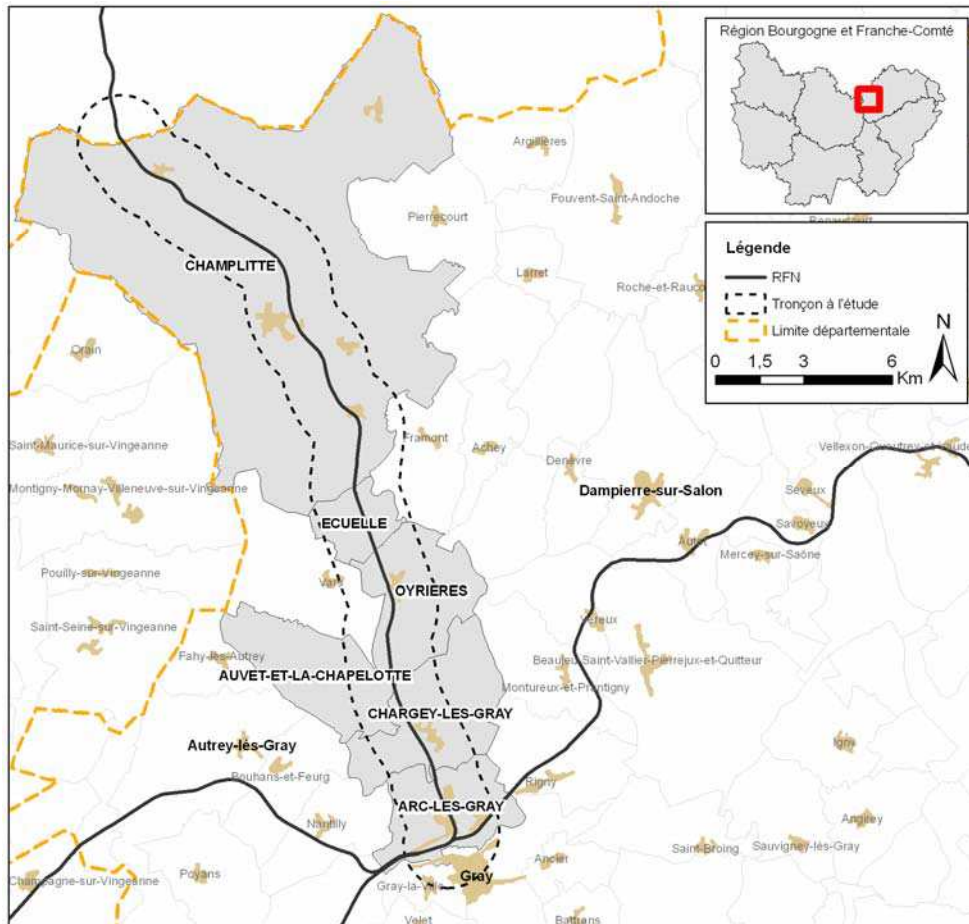 Région Bourgogne et Franche-Comté
Légende
RFN
Tronçon à l'étude
Limite départementale
N
0 1,5 3 6
Km
Argillières
Fouvent-Saint-Andoche
Pierrecourt
CHAMPLITTE
Larret
Orain
Saint-Maurice-sur-Vingeanne
Framont
Achey
Denèvre
Montigny-Mornay-Villeneuve-sur-Vingeanne
Dampierre-sur-Salon
Séveux
ECUELLE
Savoyeux
Autet
Mercey-sur-Saône
Pouilly-sur-Vingeanne
Vars
OYRIERES
Saint-Seine-sur-Vingeanne
Vereux
Fahy-lès-Autrey
Beaujeu-Saint-Vallier-Pierrejux-et-Quitteur
AUVET-ET-LA-CHAPELOTTE
Montureux-et-Prantigny
CHARGEY-LES-GRAY
Autrey-lès-Gray
Igny
Bouhans-et-Feurg
Rigny
ARC-LES-GRAY
Nantilly
Angirey
Saint-Broing
Sauvigney-lès-Gray
Ancier
Poyans
Gray
Champagne-sur-Vingeanne
Gray-la-Ville
Velet
Battrans